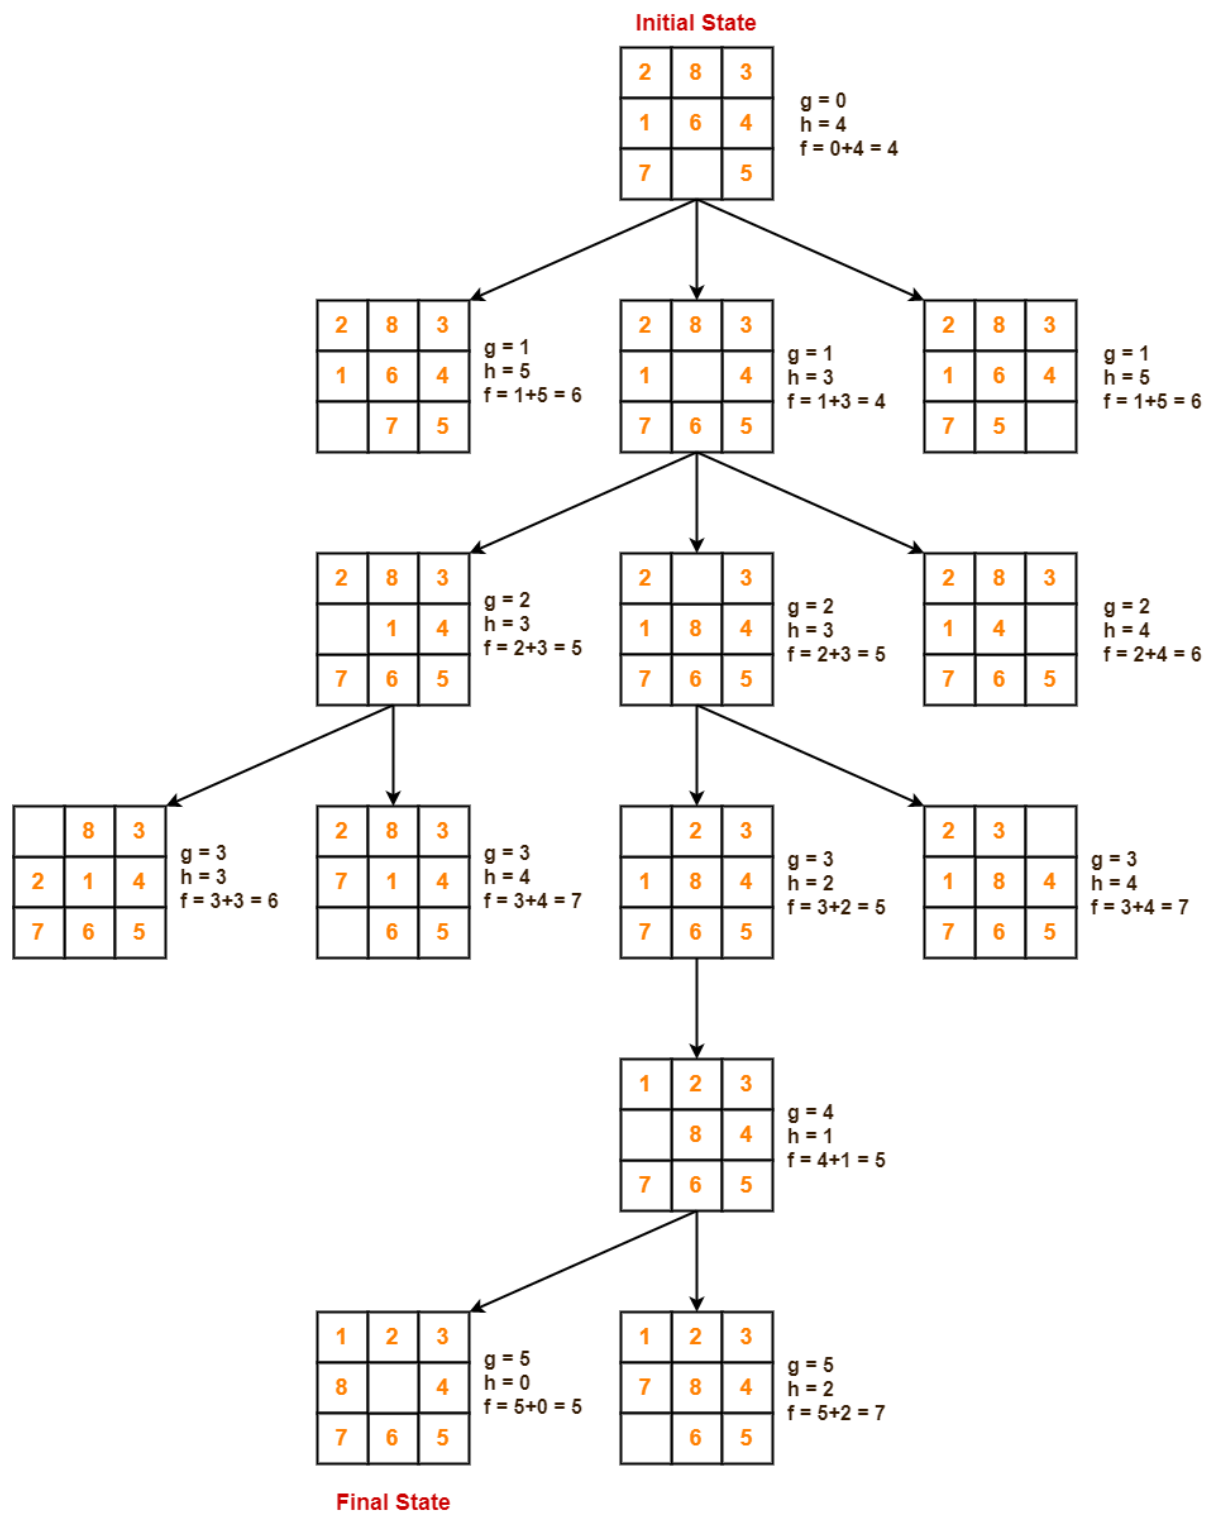 Initial State
2 8 3
1 6 4
7 5
g = 0
h = 4
f = 0+4 = 4
2 8 3
1 6 4
7 5
g = 1
h = 5
f = 1+5 = 6
2 8 3
1 4
7 6 5
g = 1
h = 3
f = 1+3 = 4
2 8 3
1 6 4
7 5
g = 1
h = 5
f = 1+5 = 6
2 8 3
1 4
7 6 5
g = 2
h = 3
f = 2+3 = 5
2 3
1 8 4
7 6 5
g = 2
h = 3
f = 2+3 = 5
2 8 3
1 4
7 6 5
g = 2
h = 4
f = 2+4 = 6
8 3
2 1 4
7 6 5
g = 3
h = 3
f = 3+3 = 6
2 8 3
7 1 4
6 5
g = 3
h = 4
f = 3+4 = 7
2 3
1 8 4
7 6 5
g = 3
h = 2
f = 3+2 = 5
2 3
1 8 4
7 6 5
g = 3
h = 4
f = 3+4 = 7
1 2 3
8 4
7 6 5
g = 4
h = 1
f = 4+1 = 5
1 2 3
8 4
7 6 5
g = 5
h = 0
f = 5+0 = 5
1 2 3
7 8 4
6 5
g = 5
h = 2
f = 5+2 = 7
Final State